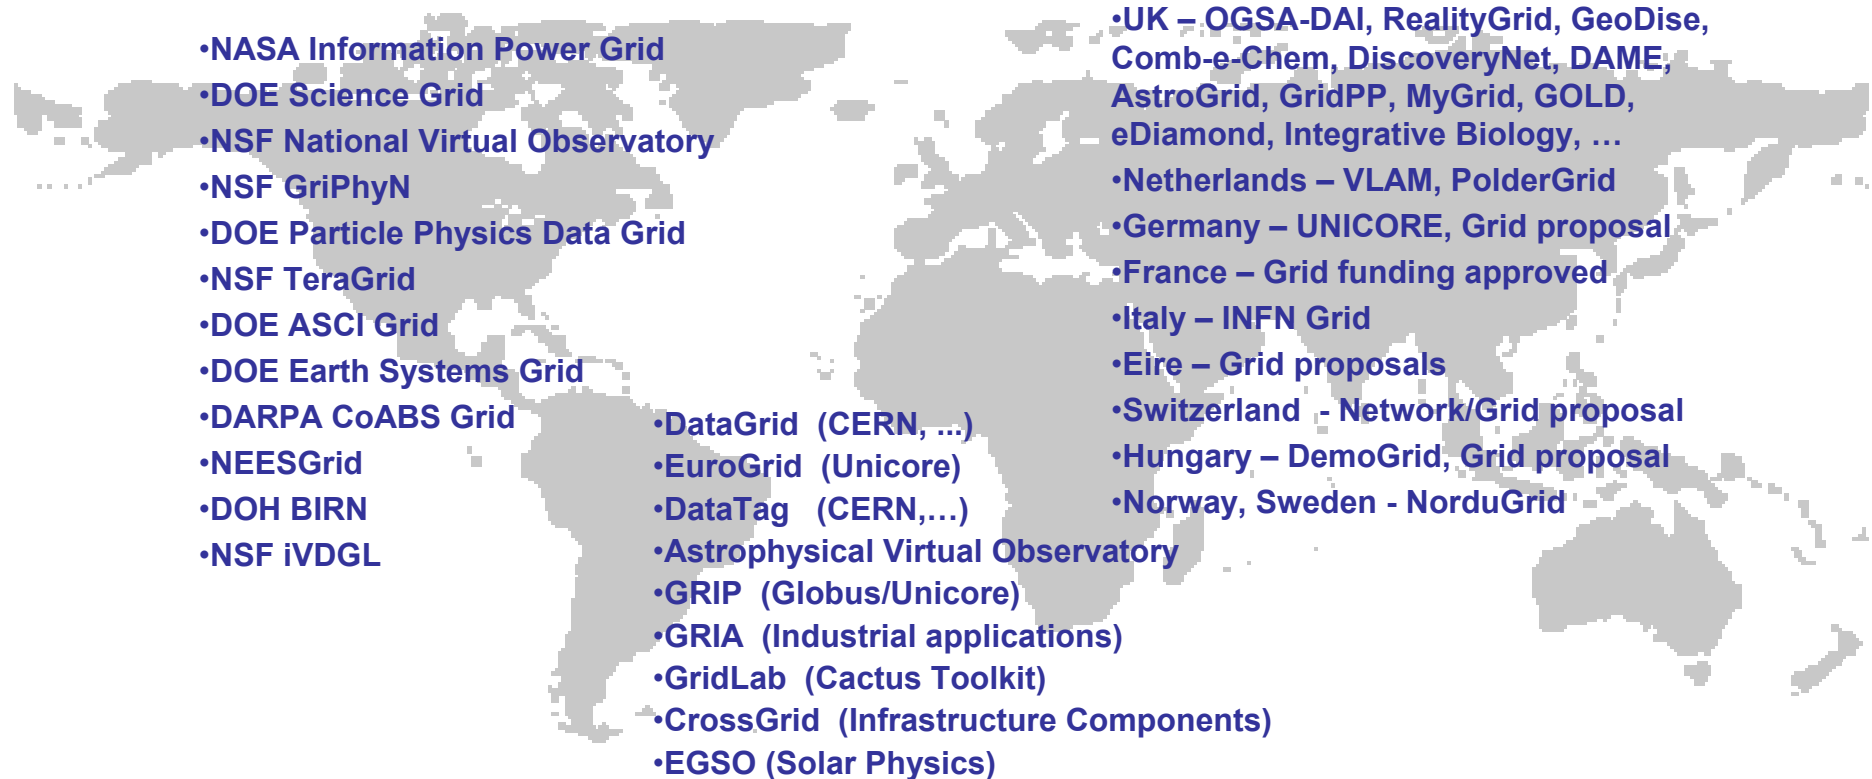 •NASA Information Power Grid
•DOE Science Grid
•NSF National Virtual Observatory
•NSF GriPhyN
•DOE Particle Physics Data Grid
•NSF TeraGrid
•DOE ASCI Grid
•DOE Earth Systems Grid
•DARPA CoABS Grid
•NEESGrid
•DOH BIRN
•NSF iVDGL
•DataGrid  (CERN, ...)
•EuroGrid  (Unicore)
•DataTag   (CERN,…)
•Astrophysical Virtual Observatory
•GRIP  (Globus/Unicore)
•GRIA  (Industrial applications)
•GridLab  (Cactus Toolkit)
•CrossGrid  (Infrastructure Components)
•EGSO (Solar Physics)
•UK – OGSA-DAI, RealityGrid, GeoDise,
Comb-e-Chem, DiscoveryNet, DAME,
AstroGrid, GridPP, MyGrid, GOLD,
eDiamond, Integrative Biology, …
•Netherlands – VLAM, PolderGrid
•Germany – UNICORE, Grid proposal
•France – Grid funding approved
•Italy – INFN Grid
•Eire – Grid proposals
•Switzerland  - Network/Grid proposal
•Hungary – DemoGrid, Grid proposal
•Norway, Sweden - NorduGrid